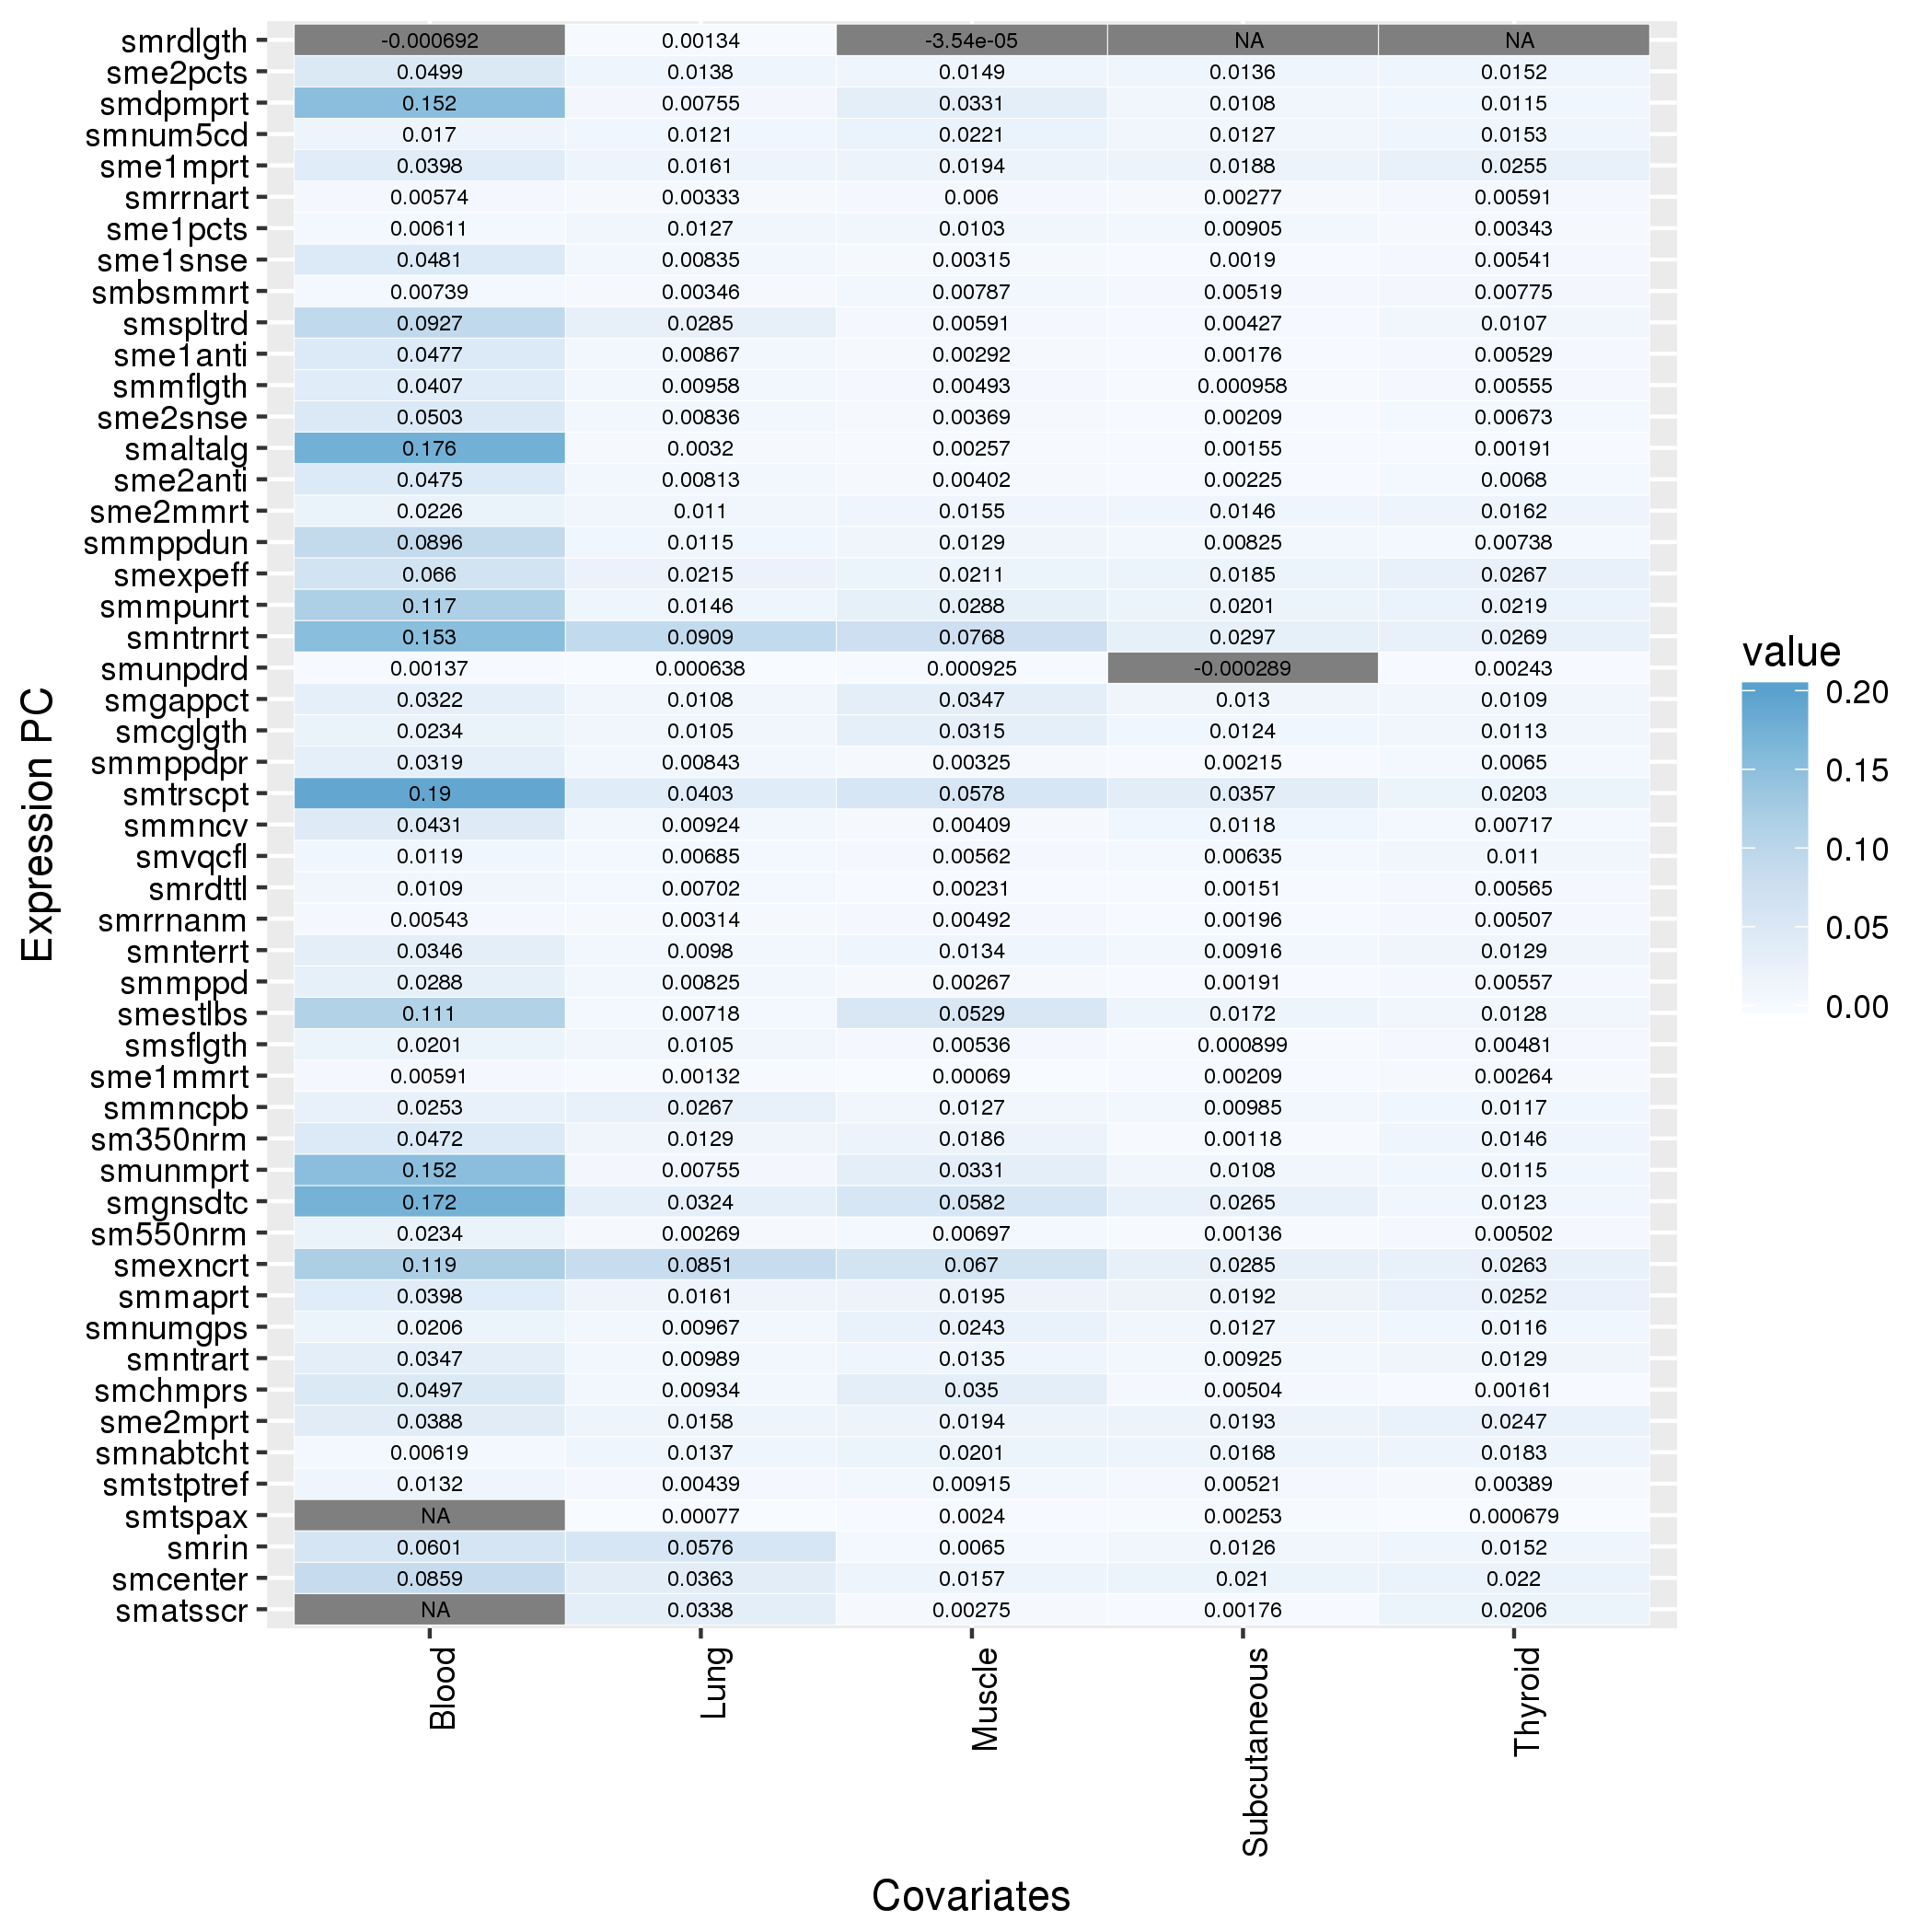 smrdlgth -0.000692 0.00134 -3.54e-05 NA NA
sme2pcts 0.0499 0.0138 0.0149 0.0136 0.0152
smdpmprt 0.152 0.00755 0.0331 0.0108 0.0115
smnum5cd 0.017 0.0121 0.0221 0.0127 0.0153
sme1mprt 0.0398 0.0161 0.0194 0.0188 0.0255
smrrnart 0.00574 0.00333 0.006 0.00277 0.00591
sme1pcts 0.00611 0.0127 0.0103 0.00905 0.00343
sme1snse 0.0481 0.00835 0.00315 0.0019 0.00541
smbsmmrt 0.00739 0.00346 0.00787 0.00519 0.00775
smspltrd 0.0927 0.0285 0.00591 0.00427 0.0107
sme1anti 0.0477 0.00867 0.00292 0.00176 0.00529
smmflgth 0.0407 0.00958 0.00493 0.000958 0.00555
sme2snse 0.0503 0.00836 0.00369 0.00209 0.00673
smaltalg 0.176 0.0032 0.00257 0.00155 0.00191
sme2anti 0.0475 0.00813 0.00402 0.00225 0.0068
sme2mmrt 0.0226 0.011 0.0155 0.0146 0.0162
smmppdun 0.0896 0.0115 0.0129 0.00825 0.00738
smexpeff 0.066 0.0215 0.0211 0.0185 0.0267
smmpunrt 0.117 0.0146 0.0288 0.0201 0.0219
smntrnrt 0.153 0.0909 0.0768 0.0297 0.0269
smunpdrd 0.00137 0.000638 0.000925 -0.000289 0.00243
smgappct 0.0322 0.0108 0.0347 0.013 0.0109
smcglgth 0.0234 0.0105 0.0315 0.0124 0.0113
smmppdpr 0.0319 0.00843 0.00325 0.00215 0.0065
smtrscpt 0.19 0.0403 0.0578 0.0357 0.0203
smmncv 0.0431 0.00924 0.00409 0.0118 0.00717
smvqcfl 0.0119 0.00685 0.00562 0.00635 0.011
smrdttl 0.0109 0.00702 0.00231 0.00151 0.00565
smrrnanm 0.00543 0.00314 0.00492 0.00196 0.00507
smnterrt 0.0346 0.0098 0.0134 0.00916 0.0129
smmppd 0.0288 0.00825 0.00267 0.00191 0.00557
smestlbs 0.111 0.00718 0.0529 0.0172 0.0128
smsflgth 0.0201 0.0105 0.00536 0.000899 0.00481
sme1mmrt 0.00591 0.00132 0.00069 0.00209 0.00264
smmncpb 0.0253 0.0267 0.0127 0.00985 0.0117
sm350nrm 0.0472 0.0129 0.0186 0.00118 0.0146
smunmprt 0.152 0.00755 0.0331 0.0108 0.0115
smgnsdtc 0.172 0.0324 0.0582 0.0265 0.0123
sm550nrm 0.0234 0.00269 0.00697 0.00136 0.00502
smexncrt 0.119 0.0851 0.067 0.0285 0.0263
smmaprt 0.0398 0.0161 0.0195 0.0192 0.0252
smnumgps 0.0206 0.00967 0.0243 0.0127 0.0116
smntrart 0.0347 0.00989 0.0135 0.00925 0.0129
smchmprs 0.0497 0.00934 0.035 0.00504 0.00161
sme2mprt 0.0388 0.0158 0.0194 0.0193 0.0247
smnabtcht 0.00619 0.0137 0.0201 0.0168 0.0183
smtstptref 0.0132 0.00439 0.00915 0.00521 0.00389
smtspax NA 0.00077 0.0024 0.00253 0.000679
smrin 0.0601 0.0576 0.0065 0.0126 0.0152
smcenter 0.0859 0.0363 0.0157 0.021 0.022
smatsscr NA 0.0338 0.00275 0.00176 0.0206
Blood Lung Muscle Subcutaneous Thyroid
Covariates
Expression PC
value
0.20
0.15
0.10
0.05
0.00